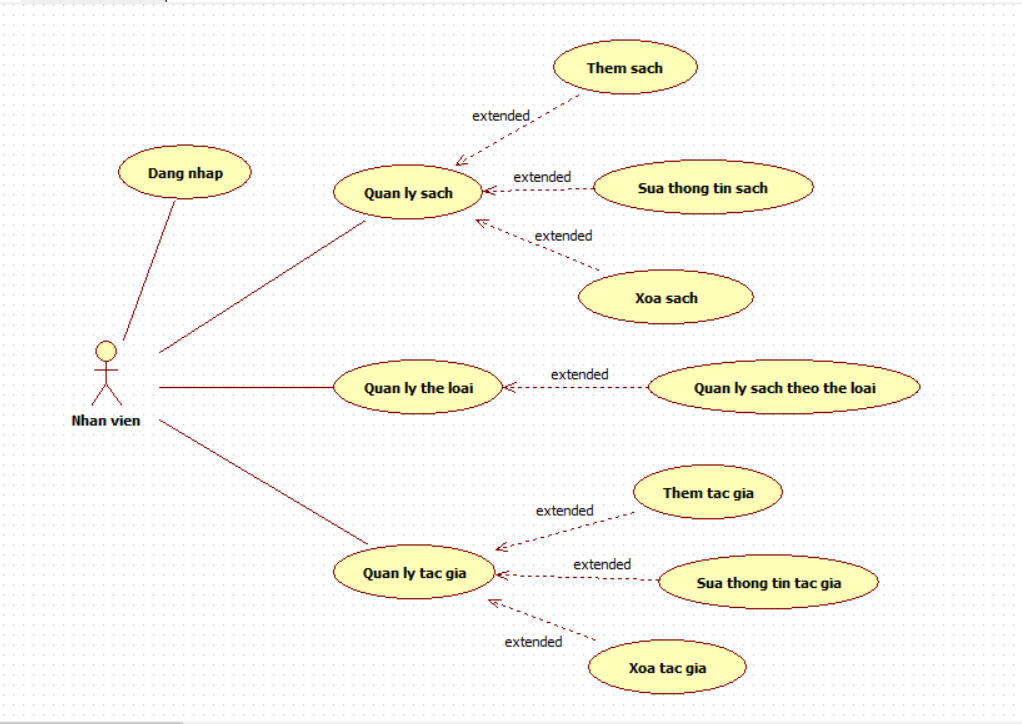 Them sach
extended
Dang nhap
Quan ly sach
extended
Sua thong tin sach
extended
Xoa sach
Nhan vien
Quan ly the loai
extended
Quan ly sach theo the loai
Them tac gia
extended
Quan ly tac gia
extended
Sua thong tin tac gia
extended
Xoa tac gia